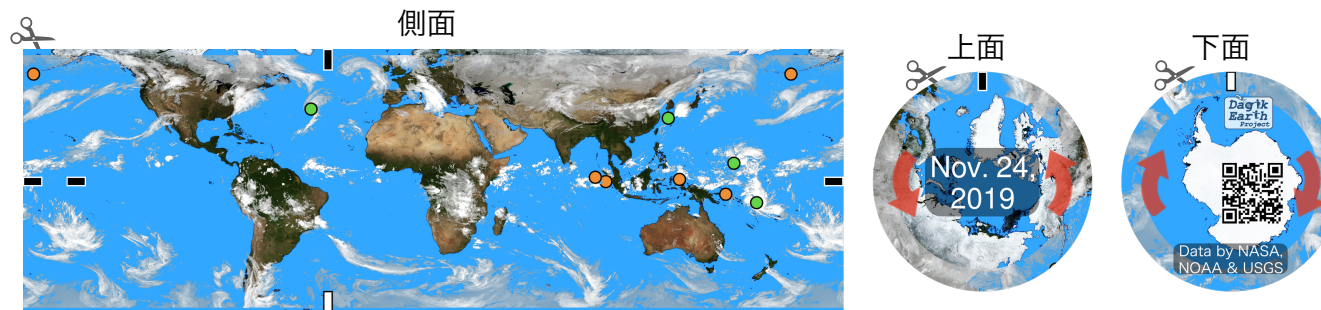 側面
上面
下面
Nov. 24,
2019
Dagik
Earth
Project
Data by NASA,
NOAA & USGS